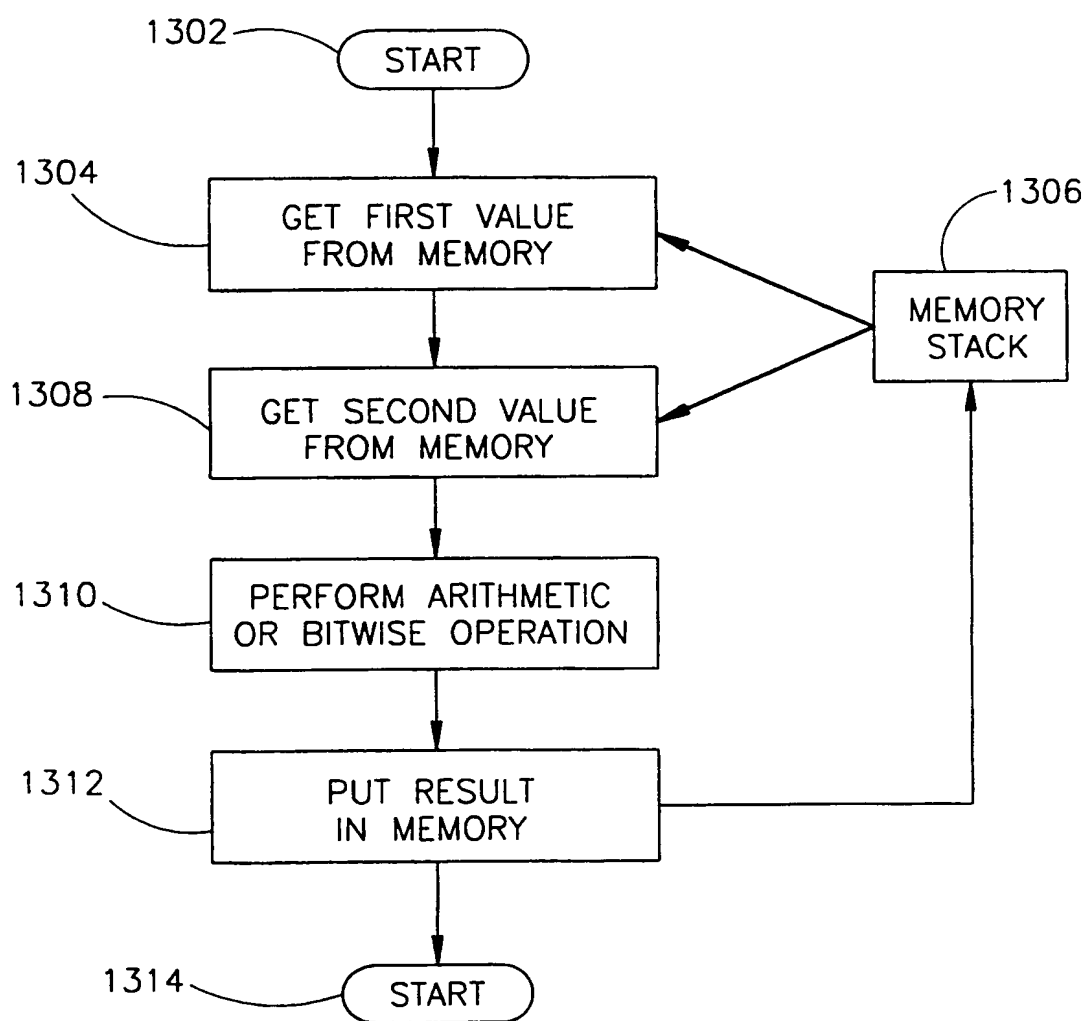 1302
START
1304
GET FIRST VALUE
FROM MEMORY
1306
MEMORY
STACK
1308
GET SECOND VALUE
FROM MEMORY
1310
PERFORM ARITHMETIC
OR BITWISE OPERATION
1312
PUT RESULT
IN MEMORY
1314
START